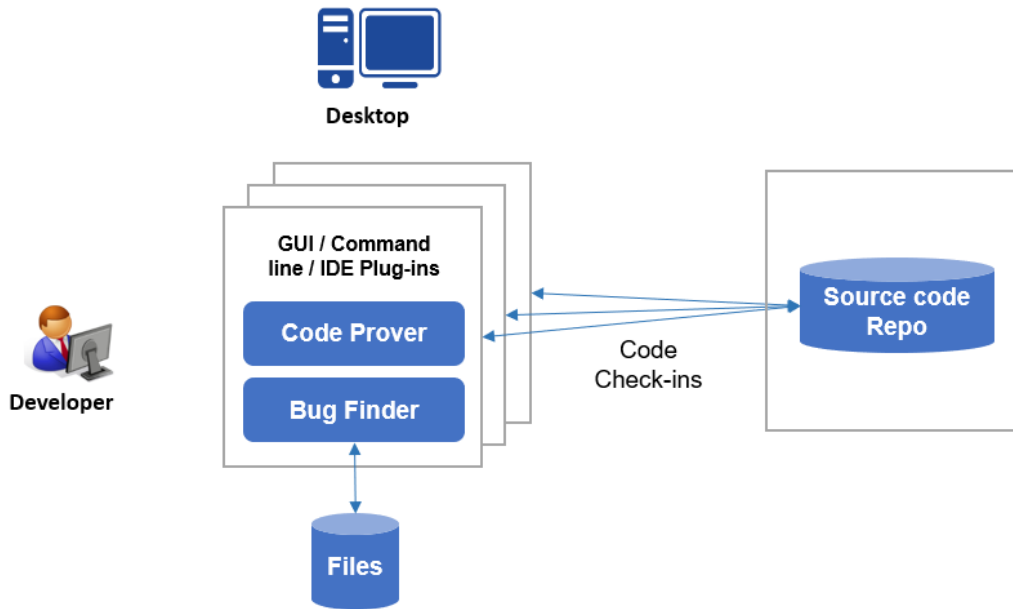 Desktop
GUI / Command
line / IDE Plug-ins
Code Prover
Bug Finder
Files
Developer
Code
Check-ins
Source code
Repo